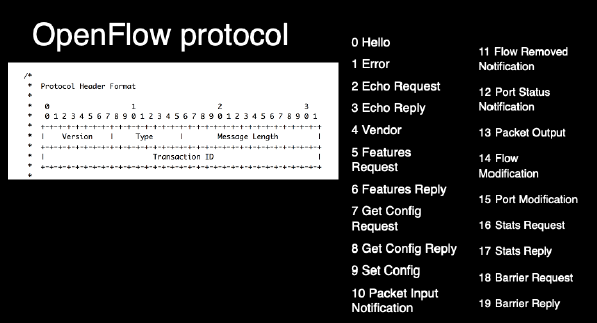 OpenFlow protocol
/*
* Protocol Header Format
*
* 0 1 2 3
* 0 1 2 3 4 5 6 7 8 9 0 1 2 3 4 5 6 7 8 9 0 1 2 3 4 5 6 7 8 9 0 1
* +-+-+-+-+-+-+-+-+-+-+-+-+-+-+-+-+-+-+-+-+-+-+-+-+-+-+-+-+-+-+-+-+
* | Version | Type | Message Length |
* +-+-+-+-+-+-+-+-+-+-+-+-+-+-+-+-+-+-+-+-+-+-+-+-+-+-+-+-+-+-+-+-+
* | Transaction ID |
* +-+-+-+-+-+-+-+-+-+-+-+-+-+-+-+-+-+-+-+-+-+-+-+-+-+-+-+-+-+-+-+-+
*
0 Hello
1 Error
2 Echo Request
3 Echo Reply
4 Vendor
5 Features
Request
6 Features Reply
7 Get Config
Request
8 Get Config Reply
9 Set Config
10 Packet Input
Notification
11 Flow Removed
Notification
12 Port Status
Notification
13 Packet Output
14 Flow
Modification
15 Port Modification
16 Stats Request
17 Stats Reply
18 Barrier Request
19 Barrier Reply